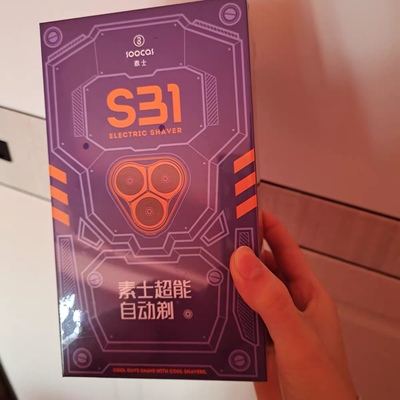 soocas
素士
S31
ELECTRIC SHAVER
素士超能
自动剃
COOL GUYS SHAVE WITH COOL SHAVERS.